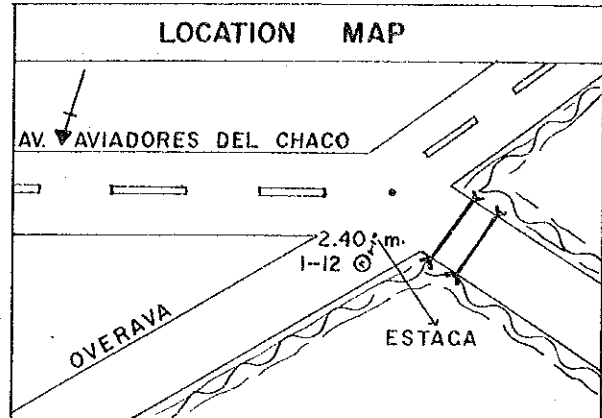 LOCATION MAP
AV. AVIADORES DEL CHACO
2.40 m.
1-12
OVERAVA
ESTACA